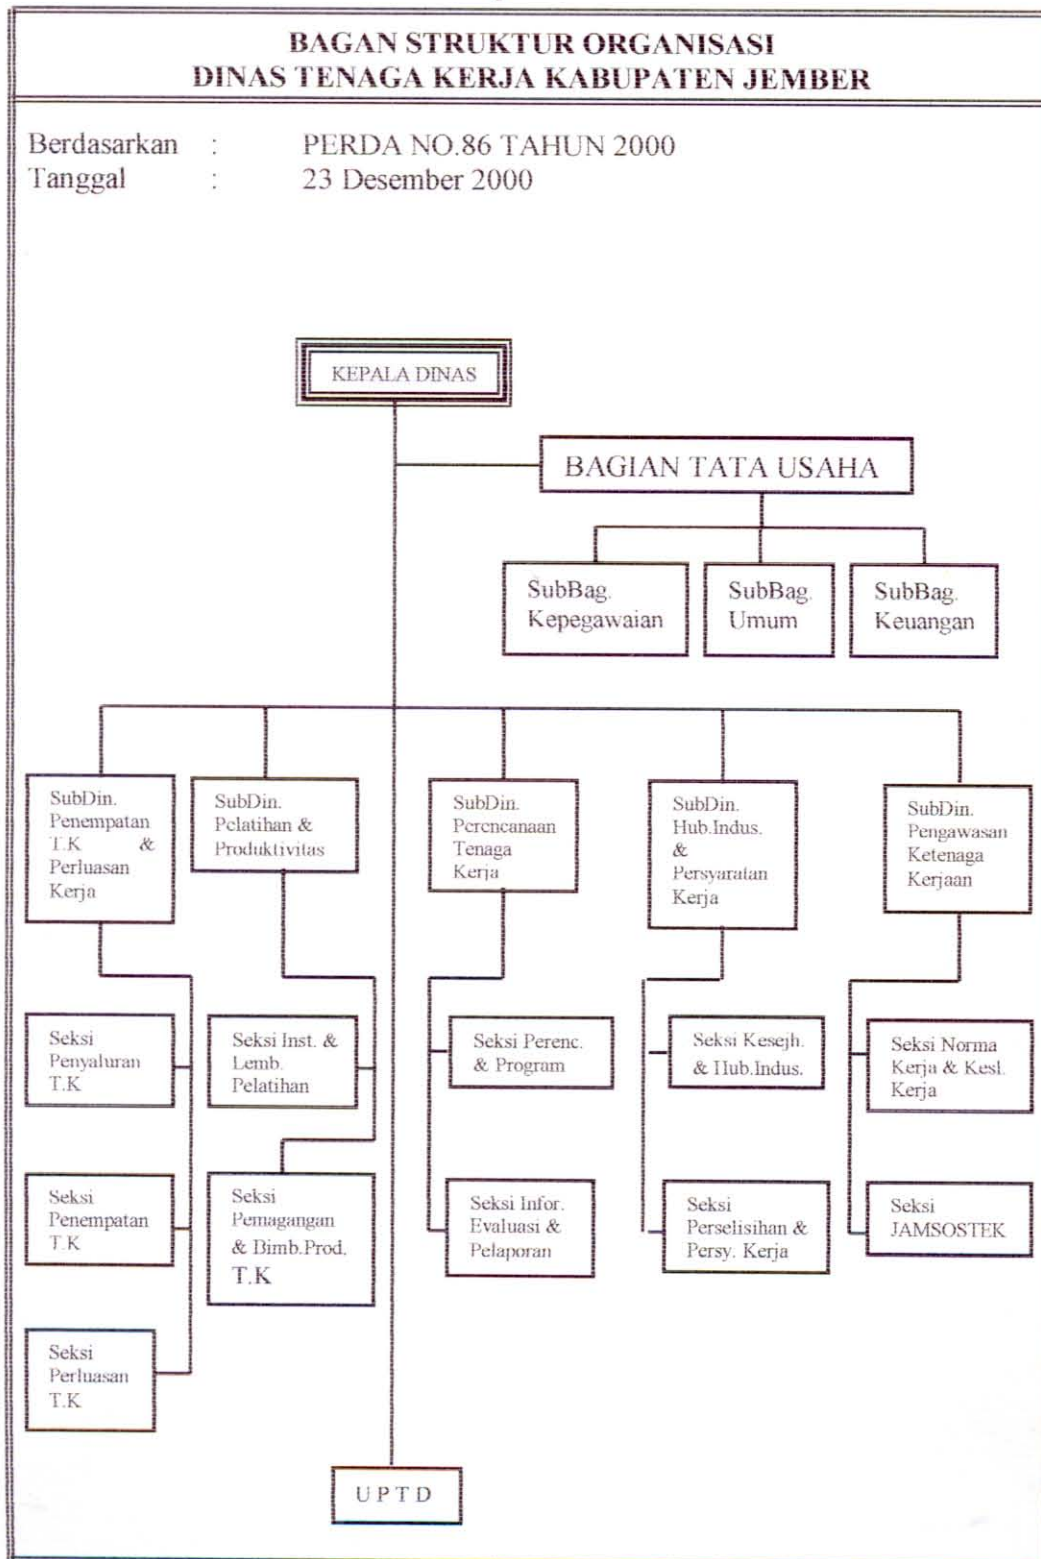 BAGAN STRUKTUR ORGANISASI
DINAS TENAGA KERJA KABUPATEN JEMBER
Berdasarkan : PERDA NO.86 TAHUN 2000
Tanggal : 23 Desember 2000
KEPALA DINAS
BAGIAN TATA USAHA
SubBag.
Kepegawaian
SubBag.
Umum
SubBag.
Keuangan
SubDin.
Penempatan
T.K &
Perluasan
Kerja
SubDin.
Pelatihan &
Produktivitas
SubDin.
Perencanaan
Tenaga
Kerja
SubDin.
Hub.Indus.
&
Persyaratan
Kerja
SubDin.
Pengawasan
Ketenaga
Kerjaan
Seksi
Penyaluran
T.K
Seksi Inst. &
Lemb.
Pelatihan
Seksi Perenc.
& Program
Seksi Kesejh.
& Hub.Indus.
Seksi Norma
Kerja & Kesl.
Kerja
Seksi
Penempatan
T.K
Seksi
Pemagangan
& Bimb.Prod.
T.K
Seksi Infor.
Evaluasi &
Pelaporan
Seksi
Perselisihan &
Persy. Kerja
Seksi
JAMSOSTEK
Seksi
Perluasan
T.K
U P T D